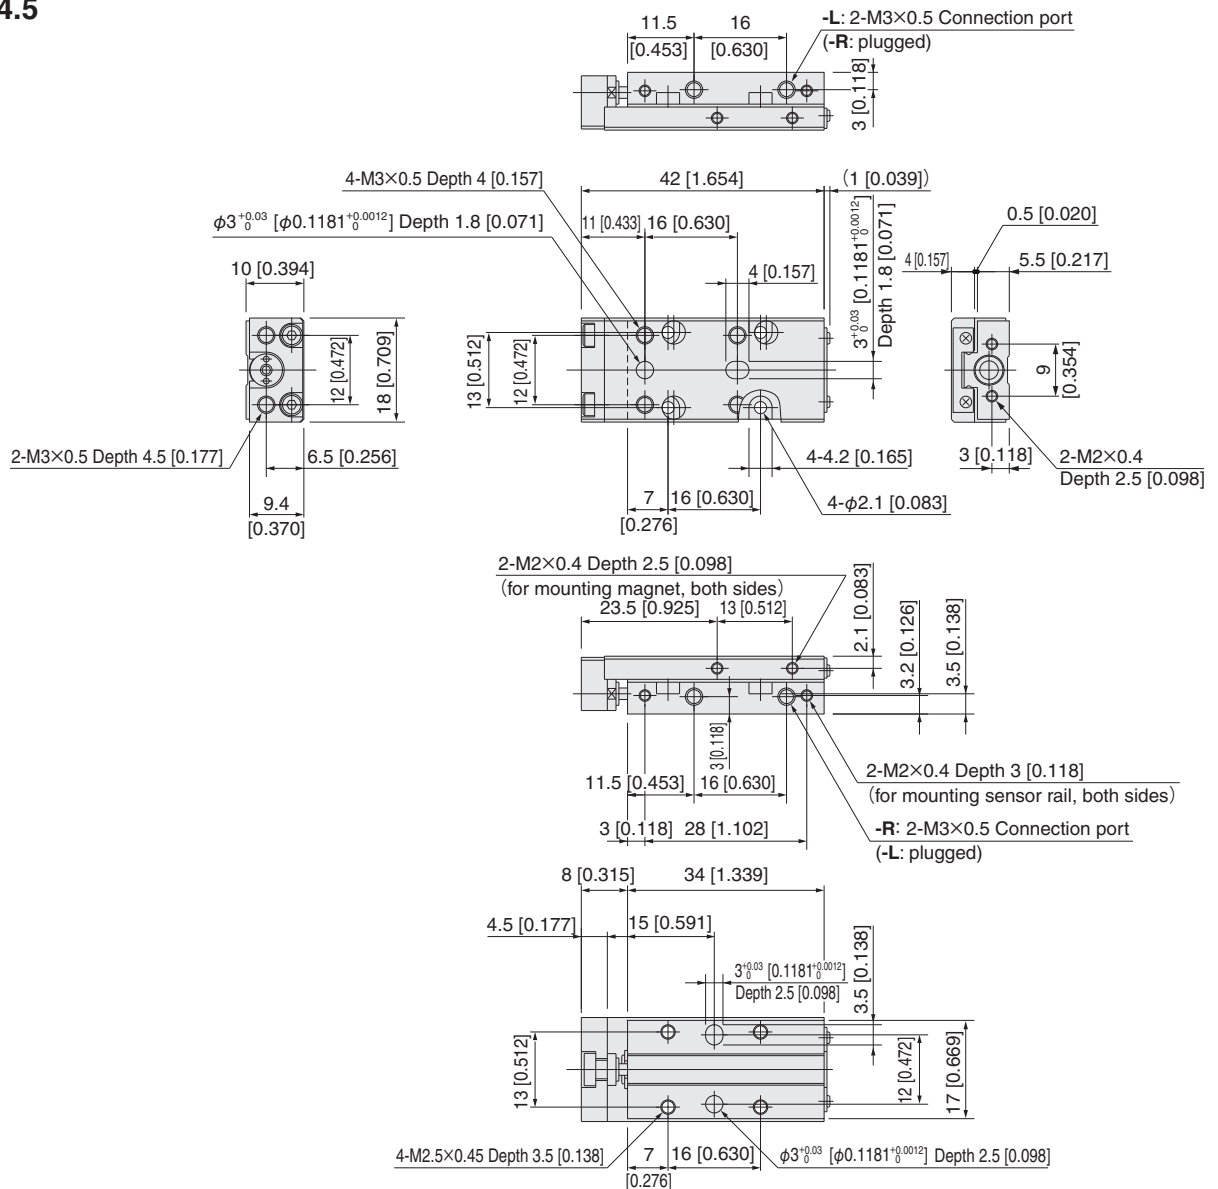 4.5
11.5
[0.453]
16
[0.630]
-L: 2-M3×0.5 Connection port
(-R: plugged)
3 [0.118]
4-M3×0.5 Depth 4 [0.157]
42 [1.654]
(1 [0.039])
φ3 +0.03 0 [φ0.1181 +0.0012 0] Depth 1.8 [0.071]
11 [0.433]
16 [0.630]
4 [0.157]
3 +0.03 0 [0.1181 +0.0012 0]
Depth 1.8 [0.071]
0.5 [0.020]
4 [0.157]
5.5 [0.217]
10 [0.394]
12 [0.472]
18 [0.709]
13 [0.512]
12 [0.472]
9
[0.354]
2-M3×0.5 Depth 4.5 [0.177]
6.5 [0.256]
9.4
[0.370]
4-4.2 [0.165]
7
[0.276]
16 [0.630]
4-φ2.1 [0.083]
3 [0.118]
2-M2×0.4
Depth 2.5 [0.098]
2-M2×0.4 Depth 2.5 [0.098]
(for mounting magnet, both sides)
23.5 [0.925]
13 [0.512]
2.1 [0.083]
3.2 [0.126]
3.5 [0.138]
3 [0.118]
11.5 [0.453]
16 [0.630]
3 [0.118]
28 [1.102]
2-M2×0.4 Depth 3 [0.118]
(for mounting sensor rail, both sides)
-R: 2-M3×0.5 Connection port
(-L: plugged)
8 [0.315]
34 [1.339]
4.5 [0.177]
15 [0.591]
3 +0.03 0 [0.1181 +0.0012 0]
Depth 2.5 [0.098]
3.5 [0.138]
13 [0.512]
12 [0.472]
17 [0.669]
4-M2.5×0.45 Depth 3.5 [0.138]
7
[0.276]
16 [0.630]
φ3 +0.03 0 [φ0.1181 +0.0012 0] Depth 2.5 [0.098]